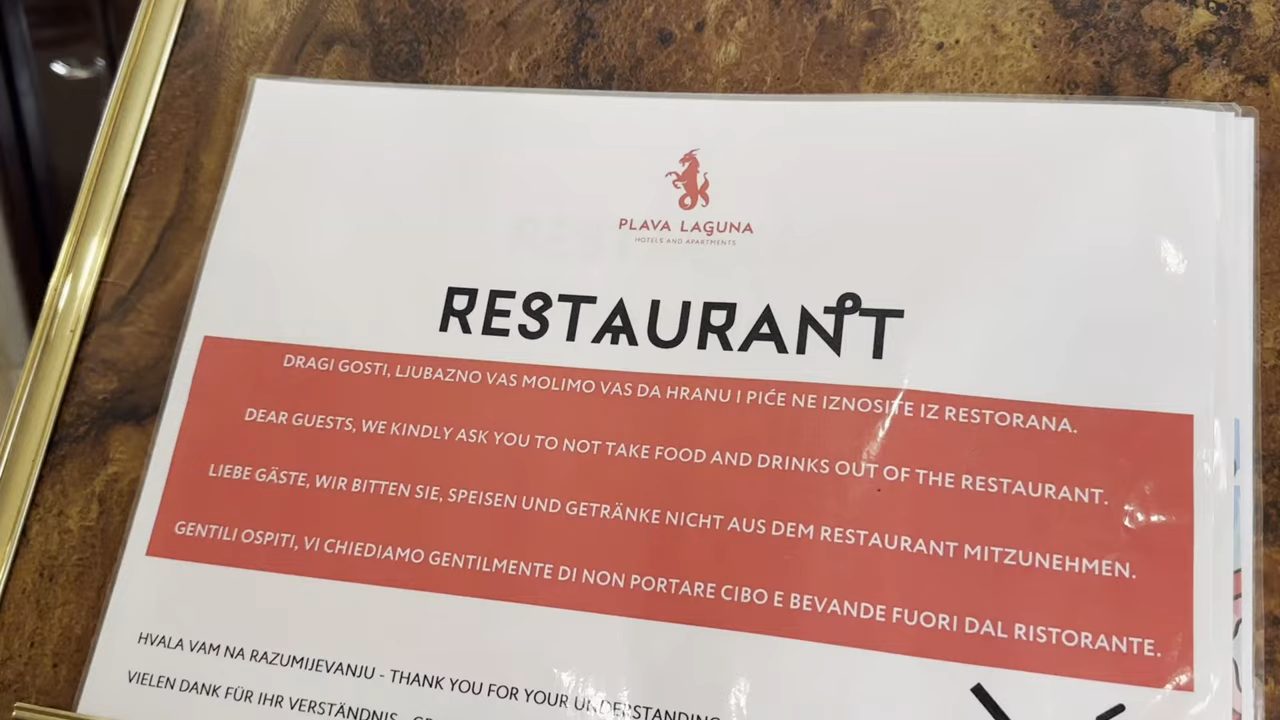 PLAVA LAGUNA
HOTELS AND APARTMENTS
RESTAURANT
DRAGI GOSTI, LJUBAZNO VAS MOLIMO VAS DA HRANU I PIĆE NE IZNOSITE IZ RESTORANA.
DEAR GUESTS, WE KINDLY ASK YOU TO NOT TAKE FOOD AND DRINKS OUT OF THE RESTAURANT.
LIEBE GÄSTE, WIR BITTEN SIE, SPEISEN UND GETRÄNKE NICHT AUS DEM RESTAURANT MITZUNEHMEN.
GENTILI OSPITI, VI CHIEDIAMO GENTILMENTE DI NON PORTARE CIBO E BEVANDE FUORI DAL RISTORANTE.
HVALA VAM NA RAZUMIJEVANJU - THANK YOU FOR YOUR UNDERSTANDING
VIELEN DANK FÜR IHR VERSTÄNDNIS -